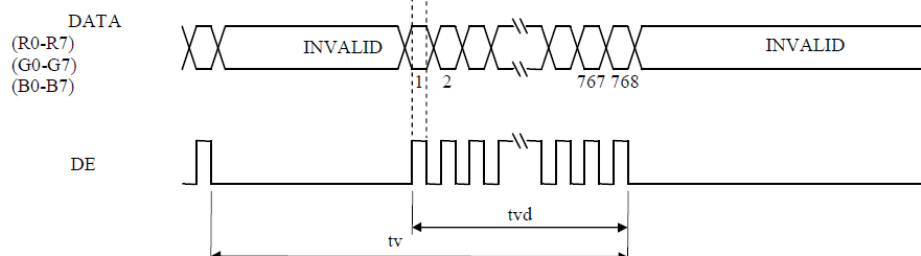 DATA
(R0-R7)
(G0-G7)
(B0-B7)
INVALID
INVALID
1 2 767 768
DE
tvd
tv